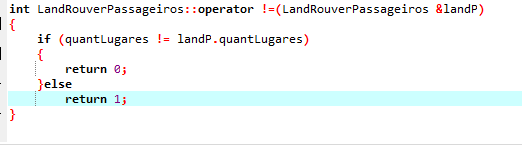 int LandRouverPassageiros::operator !=(LandRouverPassageiros &landP)
{
    if (quantLugares != landP.quantLugares)
    {
        return 0;
    }else
        return 1;
}